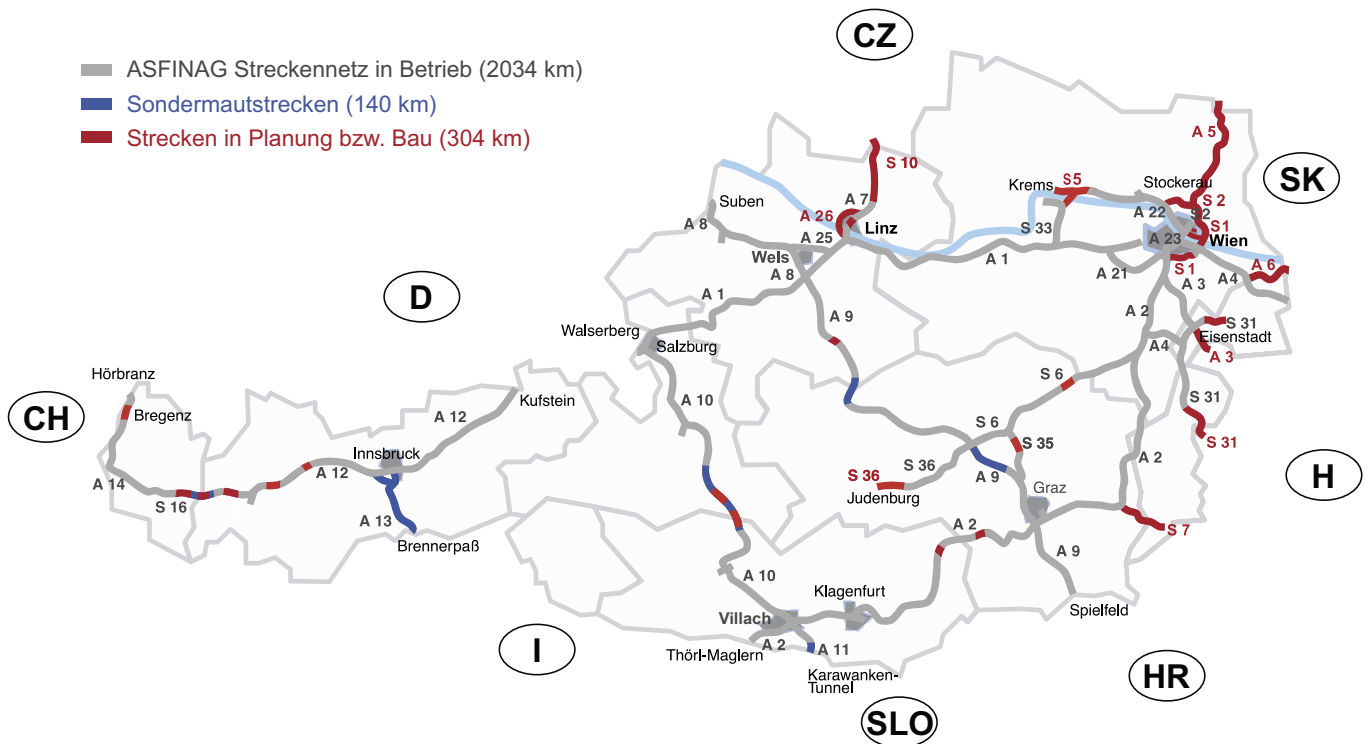 CZ
ASFINAG Streckennetz in Betrieb (2034 km)
Sondermautstrecken (140 km)
Strecken in Planung bzw. Bau (304 km)
A 5
S 10
SK
Krems
S5
Stockerau
Suben
A 7
A 26
A 22
S 2
S2
S1
A 8
Linz
S 33
A 23
Wien
A 25
Wels
A 1
A 21
S 1
A 6
A 8
A 3
A4
D
A 1
A 2
A 9
S 31
Walserberg
Salzburg
A4
Eisenstadt
A 3
Hörbranz
S 6
CH
Bregenz
A 12
Kufstein
A 10
S 31
S 6
S 35
S 31
Innsbruck
A 12
A 2
A 14
S 36
S 36
A 9
H
S 16
Judenburg
Graz
A 13
Brennerpaß
A 2
S 7
A 9
A 10
Klagenfurt
Spielfeld
Villach
I
Thörl-Maglern
A 2
A 11
Karawanken-
Tunnel
HR
SLO